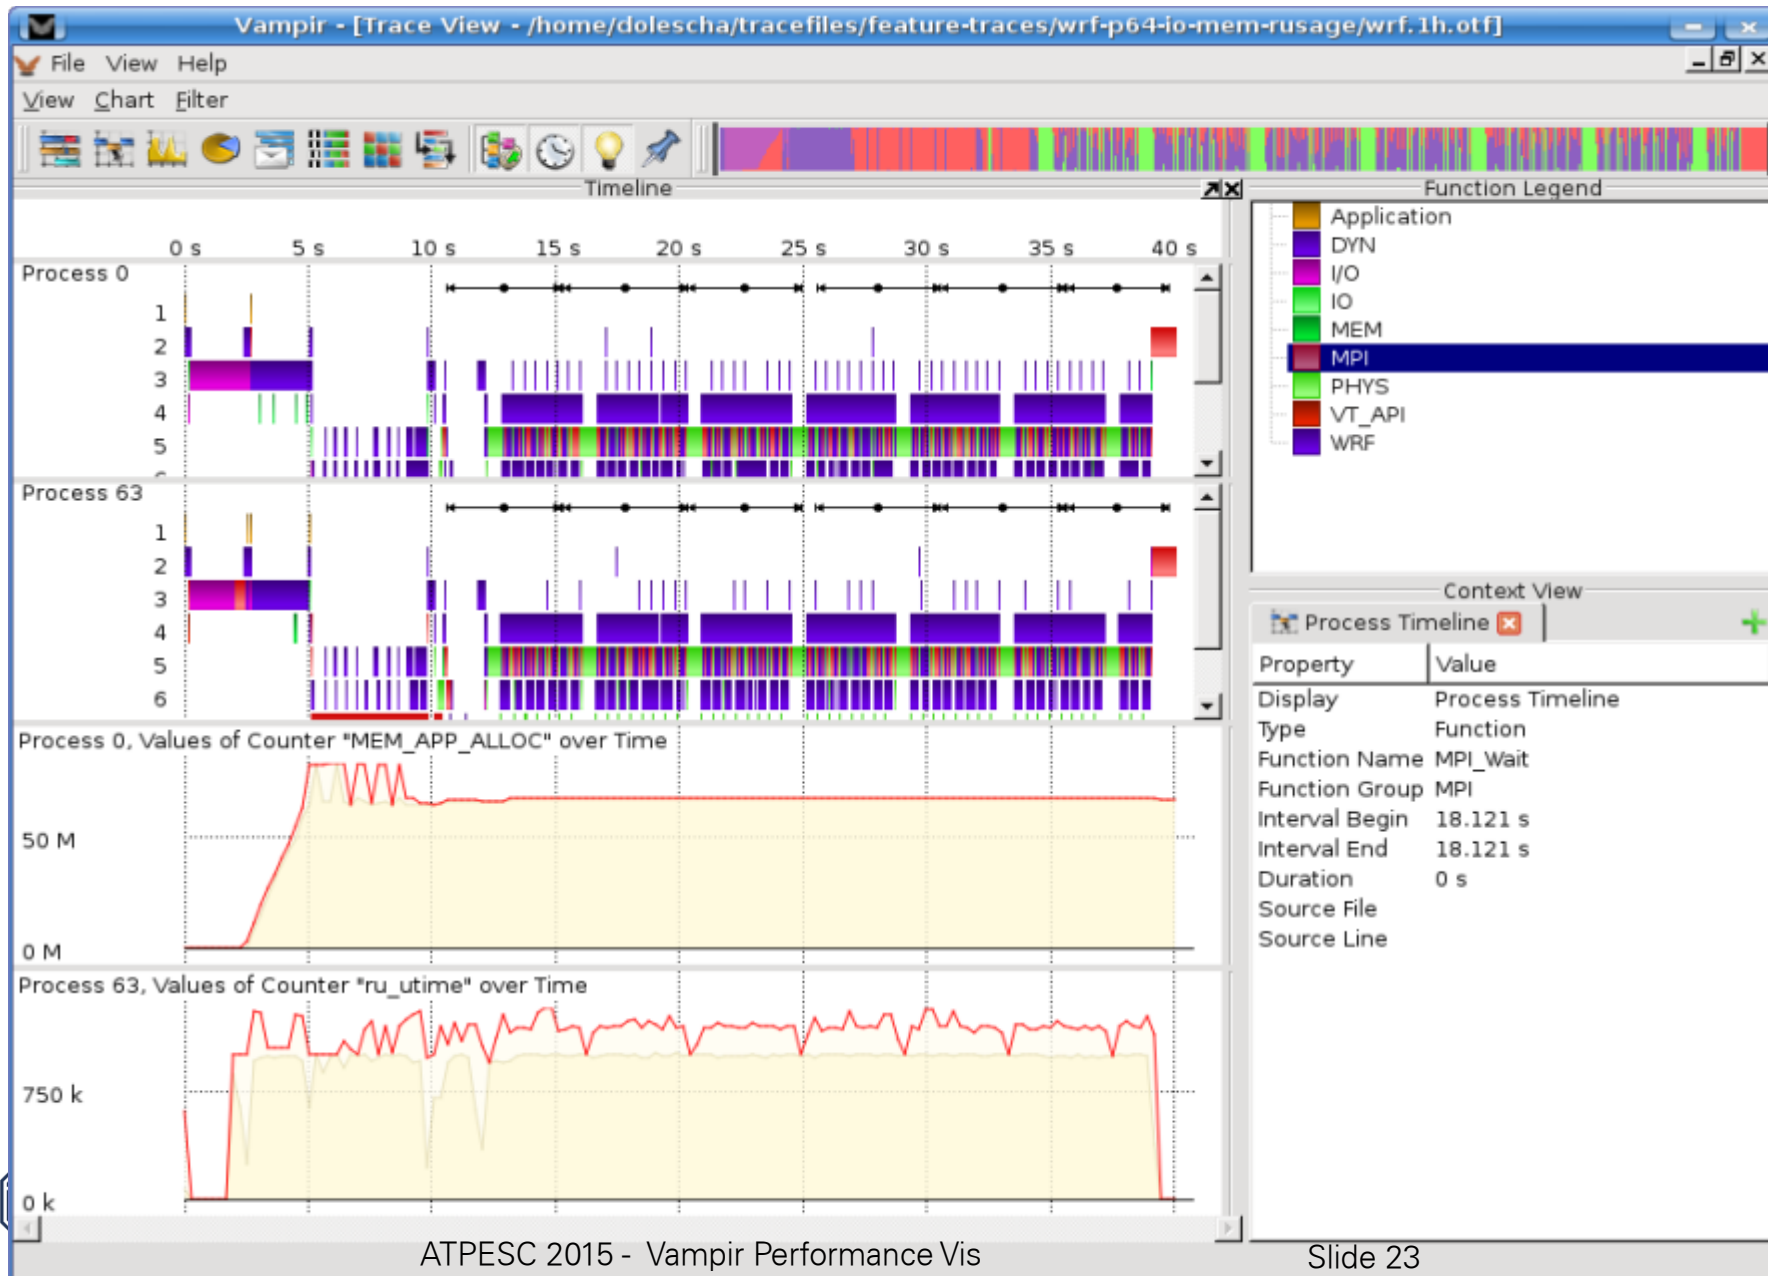 Vampir - [Trace View - /home/dolescha/tracefiles/feature-traces/wrf-p64-io-mem-rusage/wrf.1h.otf]
File View Help
View Chart Filter
Timeline
0 s 5 s 10 s 15 s 20 s 25 s 30 s 35 s 40 s
Process 0
1
2
3
4
5
Process 63
1
2
3
4
5
6
Process 0, Values of Counter "MEM_APP_ALLOC" over Time
50 M
0 M
Process 63, Values of Counter "ru_utime" over Time
750 k
0 k
Function Legend
Application
DYN
I/O
IO
MEM
MPI
PHYS
VT_API
WRF
Context View
Process Timeline
Property Value
Display Process Timeline
Type Function
Function Name MPI_Wait
Function Group MPI
Interval Begin 18.121 s
Interval End 18.121 s
Duration 0 s
Source File
Source Line
ATPESC 2015 - Vampir Performance Vis
Slide 23